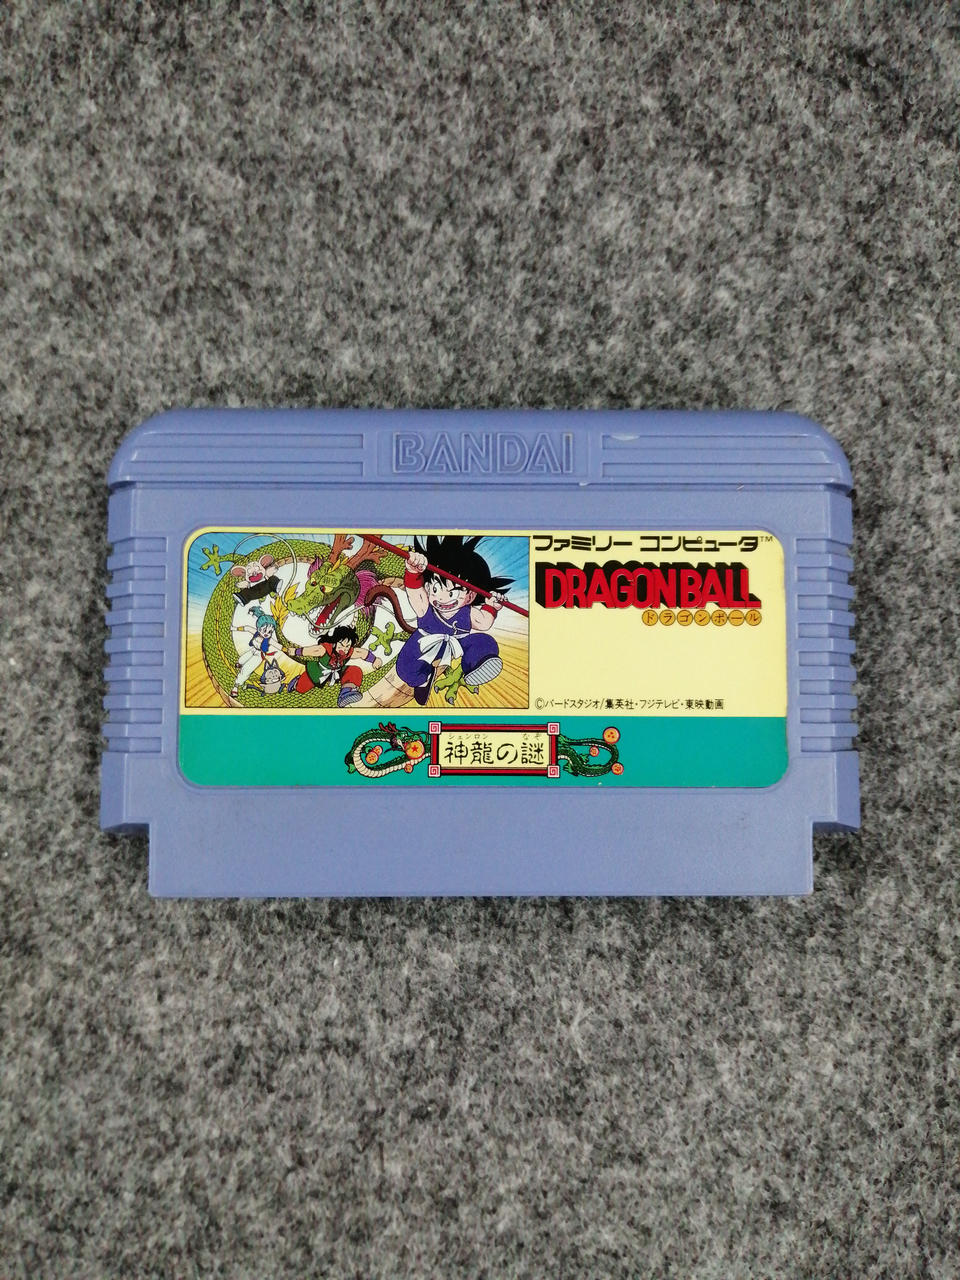 BANDAI
ファミリー コンピュータ™
DRAGON BALL
ドラゴンボール
©バードスタジオ/集英社・フジテレビ・東映動画
シェンロン なぞ
神龍の謎